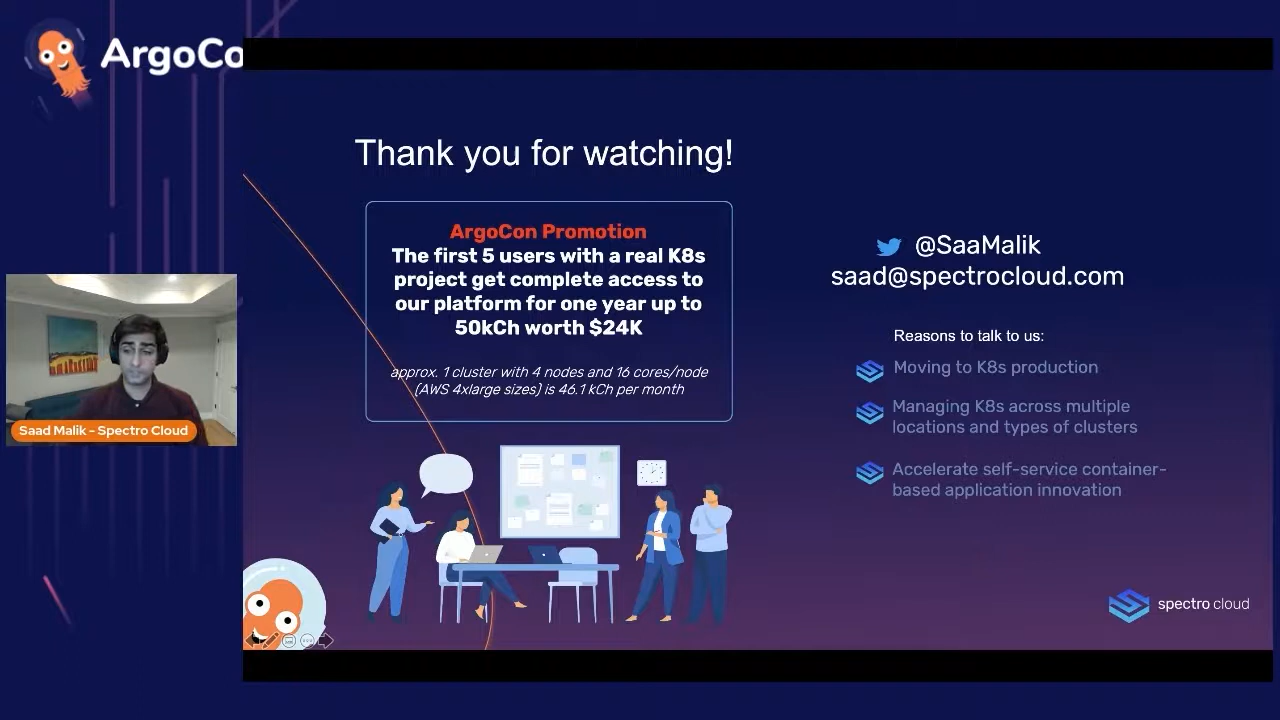 ArgoCo
Thank you for watching!
ArgoCon Promotion
The first 5 users with a real K8s
project get complete access to
our platform for one year up to
50kCh worth $24K
approx. 1 cluster with 4 nodes and 16 cores/node
(AWS 4xlarge sizes) is 46.1 kCh per month
@SaaMalik
saad@spectrocloud.com
Reasons to talk to us:
Moving to K8s production
Managing K8s across multiple
locations and types of clusters
Accelerate self-service container-
based application innovation
Saad Malik - Spectro Cloud
spectro cloud